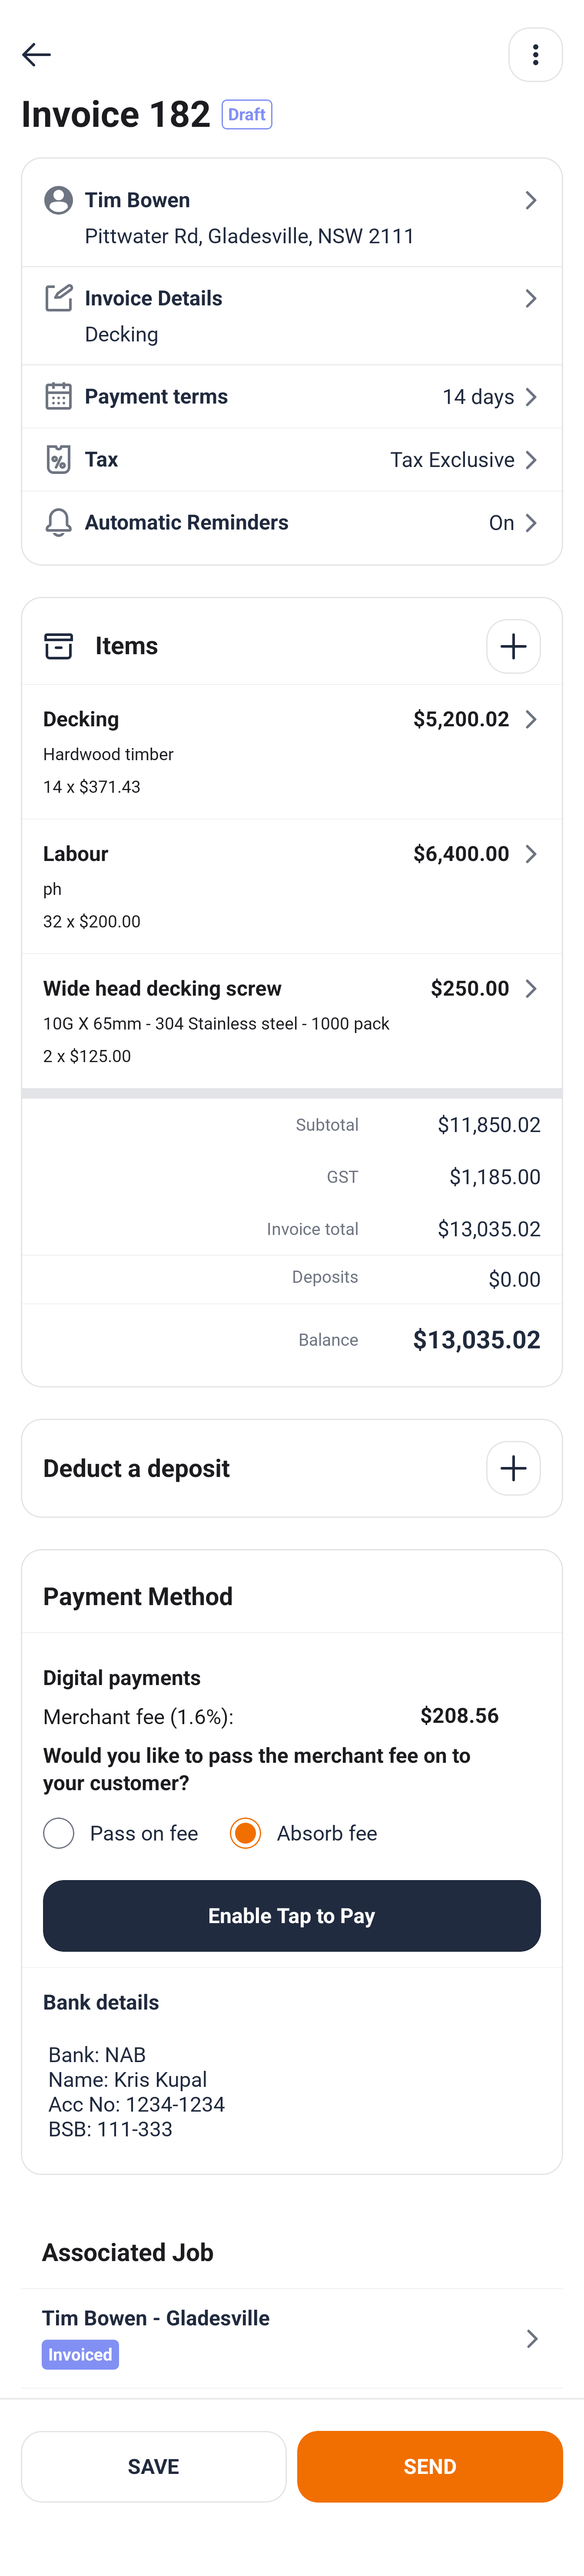 Invoice 182 Draft
Tim Bowen
Pittwater Rd, Gladesville, NSW 2111
Invoice Details
Decking
Payment terms 14 days
Tax Tax Exclusive
Automatic Reminders On
Items
Decking $5,200.02
Hardwood timber
14 x $371.43
Labour $6,400.00
ph
32 x $200.00
Wide head decking screw $250.00
10G X 65mm - 304 Stainless steel - 1000 pack
2 x $125.00
Subtotal $11,850.02
GST $1,185.00
Invoice total $13,035.02
Deposits $0.00
Balance $13,035.02
Deduct a deposit
Payment Method
Digital payments
Merchant fee (1.6%): $208.56
Would you like to pass the merchant fee on to
your customer?
Pass on fee Absorb fee
Enable Tap to Pay
Bank details
Bank: NAB
Name: Kris Kupal
Acc No: 1234-1234
BSB: 111-333
Associated Job
Tim Bowen - Gladesville
Invoiced
SAVE SEND